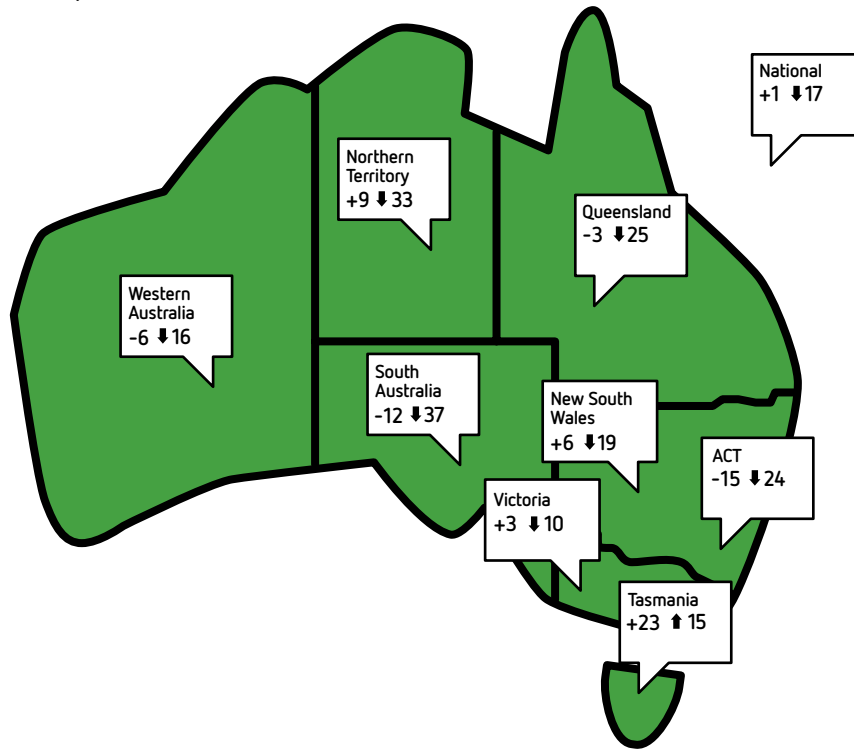 National
+1 ⬇17
Northern
Territory
+9 ⬇33
Queensland
-3 ⬇25
Western
Australia
-6 ⬇16
South
Australia
-12 ⬇37
New South
Wales
+6 ⬇19
ACT
-15 ⬇24
Victoria
+3 ⬇10
Tasmania
+23 ⬆15